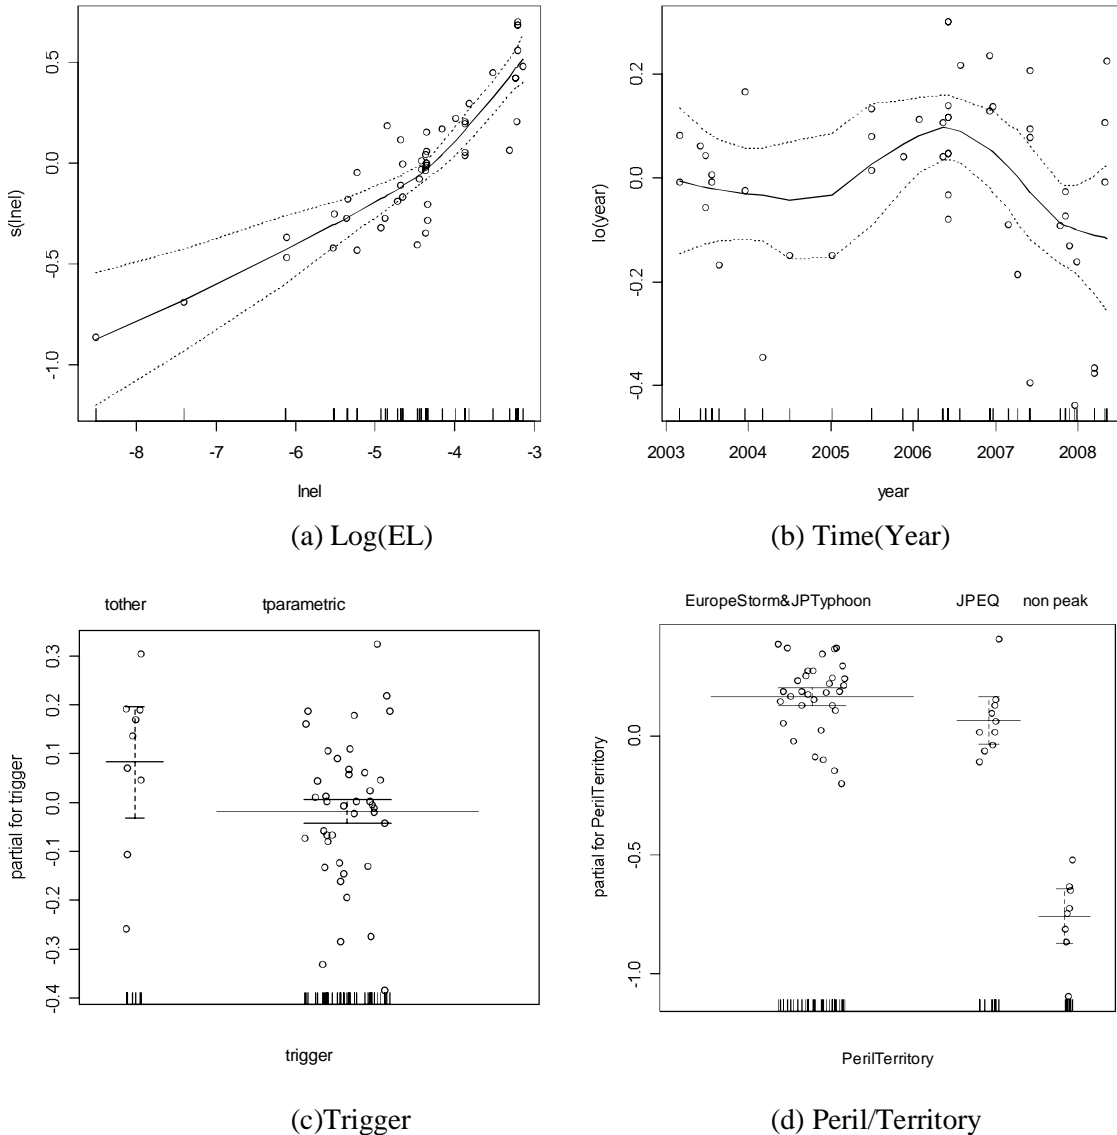 s(lnel)
0.5
0.0
-0.5
-1.0
-8 -7 -6 -5 -4 -3
lnel
(a) Log(EL)
lo(year)
0.2
0.0
-0.2
-0.4
2003 2004 2005 2006 2007 2008
year
(b) Time(Year)
tother tparametric
partial for trigger
0.3
0.2
0.1
0.0
-0.1
-0.2
-0.3
-0.4
trigger
(c)Trigger
EuropeStorm&JPTyphoon JPEQ non peak
partial for PerilTerritory
0.0
-0.5
-1.0
PerilTerritory
(d) Peril/Territory